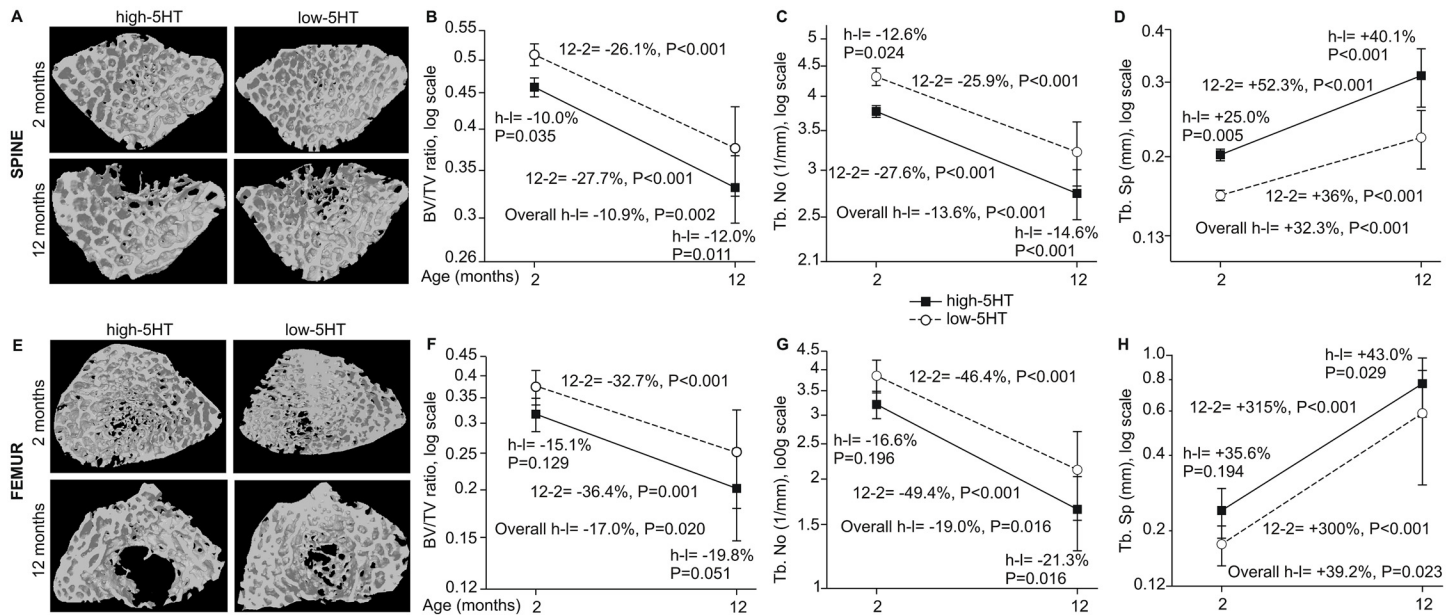 A
high-5HT
low-5HT
SPINE
2 months
12 months
B
BV/TV ratio, log scale
0.55
0.5
0.45
0.4
0.35
0.3
0.26
12-2= -26.1%, P<0.001
h-l= -10.0%
P=0.035
12-2= -27.7%, P<0.001
Overall h-l= -10.9%, P=0.002
h-l= -12.0%
P=0.011
Age (months)
2
12
C
Tb. No (1/mm), log scale
5
4.5
4
3.5
3
2.5
2.1
h-l= -12.6%
P=0.024
12-2= -25.9%, P<0.001
12-2= -27.6%, P<0.001
Overall h-l= -13.6%, P<0.001
h-l= -14.6%
P<0.001
2
12
D
Tb. Sp (mm), log scale
0.4
0.3
0.2
0.13
h-l= +40.1%
P<0.001
12-2= +52.3%, P<0.001
h-l= +25.0%
P=0.005
12-2= +36%, P<0.001
Overall h-l= +32.3%, P<0.001
2
12
high-5HT
low-5HT
E
high-5HT
low-5HT
FEMUR
2 months
12 months
F
BV/TV ratio, log scale
0.45
0.4
0.35
0.3
0.25
0.2
0.15
0.12
12-2= -32.7%, P<0.001
h-l= -15.1%
P=0.129
12-2= -36.4%, P=0.001
Overall h-l= -17.0%, P=0.020
h-l= -19.8%
P=0.051
Age (months)
2
12
G
Tb. No (1/mm), lo0g scale
4.5
4
3.5
3
2.5
2
1.5
1
12-2= -46.4%, P<0.001
h-l= -16.6%
P=0.196
12-2= -49.4%, P<0.001
Overall h-l= -19.0%, P=0.016
h-l= -21.3%
P=0.016
2
12
H
Tb. Sp (mm), log scale
1.0
0.8
0.6
0.4
0.2
0.12
h-l= +43.0%
P=0.029
12-2= +315%, P<0.001
h-l= +35.6%
P=0.194
12-2= +300%, P<0.001
Overall h-l= +39.2%, P=0.023
2
12